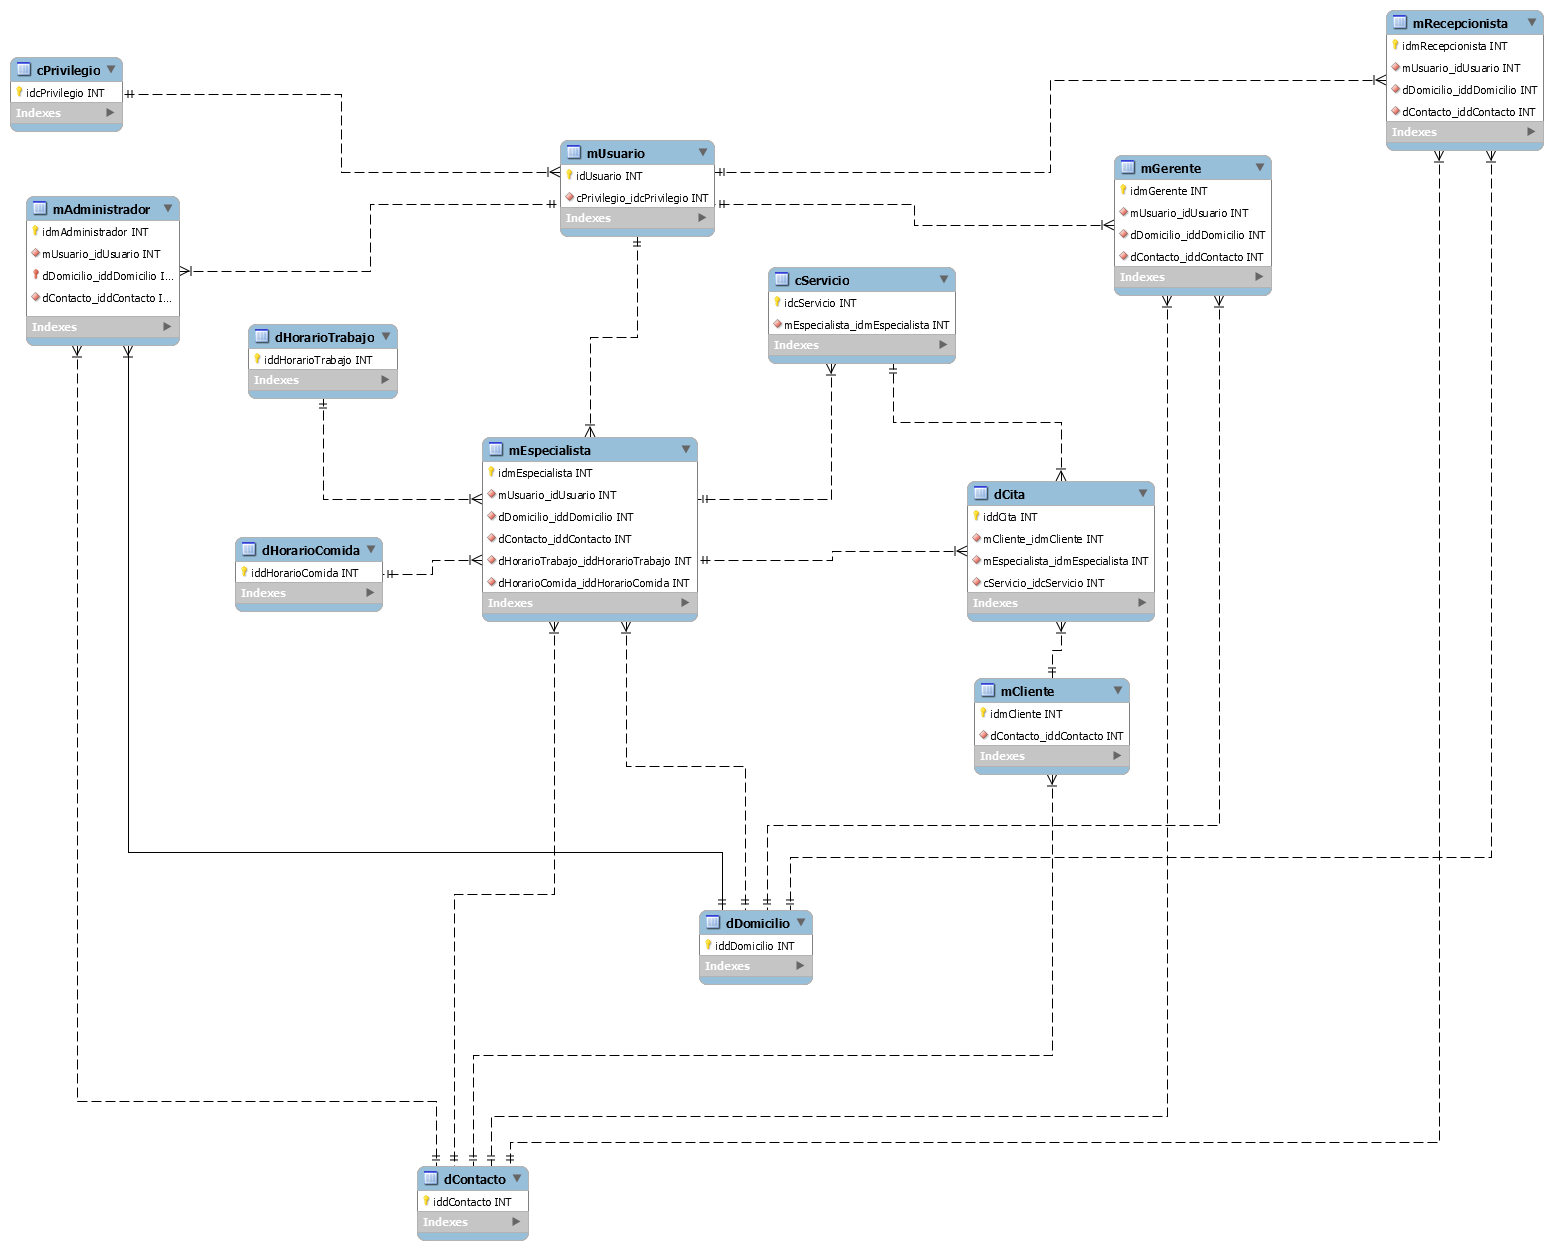 mRecepcionista
idmRecepcionista INT
mUsuario_idUsuario INT
dDomicilio_iddDomicilio INT
dContacto_iddContacto INT
Indexes
cPrivilegio
idcPrivilegio INT
Indexes
mUsuario
idUsuario INT
cPrivilegio_idcPrivilegio INT
Indexes
mGerente
idmGerente INT
mUsuario_idUsuario INT
dDomicilio_iddDomicilio INT
dContacto_iddContacto INT
Indexes
mAdministrador
idmAdministrador INT
mUsuario_idUsuario INT
dDomicilio_iddDomicilio I...
dContacto_iddContacto I...
Indexes
cServicio
idcServicio INT
mEspecialista_idmEspecialista INT
Indexes
dHorarioTrabajo
iddHorarioTrabajo INT
Indexes
mEspecialista
idmEspecialista INT
mUsuario_idUsuario INT
dDomicilio_iddDomicilio INT
dContacto_iddContacto INT
dHorarioTrabajo_iddHorarioTrabajo INT
dHorarioComida_iddHorarioComida INT
Indexes
dCita
iddCita INT
mCliente_idmCliente INT
mEspecialista_idmEspecialista INT
cServicio_idcServicio INT
Indexes
dHorarioComida
iddHorarioComida INT
Indexes
mCliente
idmCliente INT
dContacto_iddContacto INT
Indexes
dDomicilio
iddDomicilio INT
Indexes
dContacto
iddContacto INT
Indexes